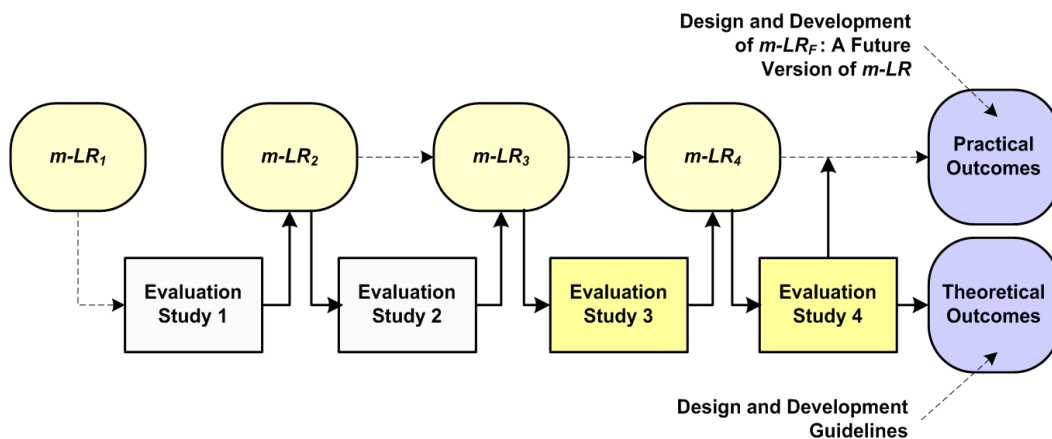 Design and Development
of m-LRF: A Future
Version of m-LR
m-LR1
m-LR2
m-LR3
m-LR4
Practical
Outcomes
Evaluation
Study 1
Evaluation
Study 2
Evaluation
Study 3
Evaluation
Study 4
Theoretical
Outcomes
Design and Development
Guidelines